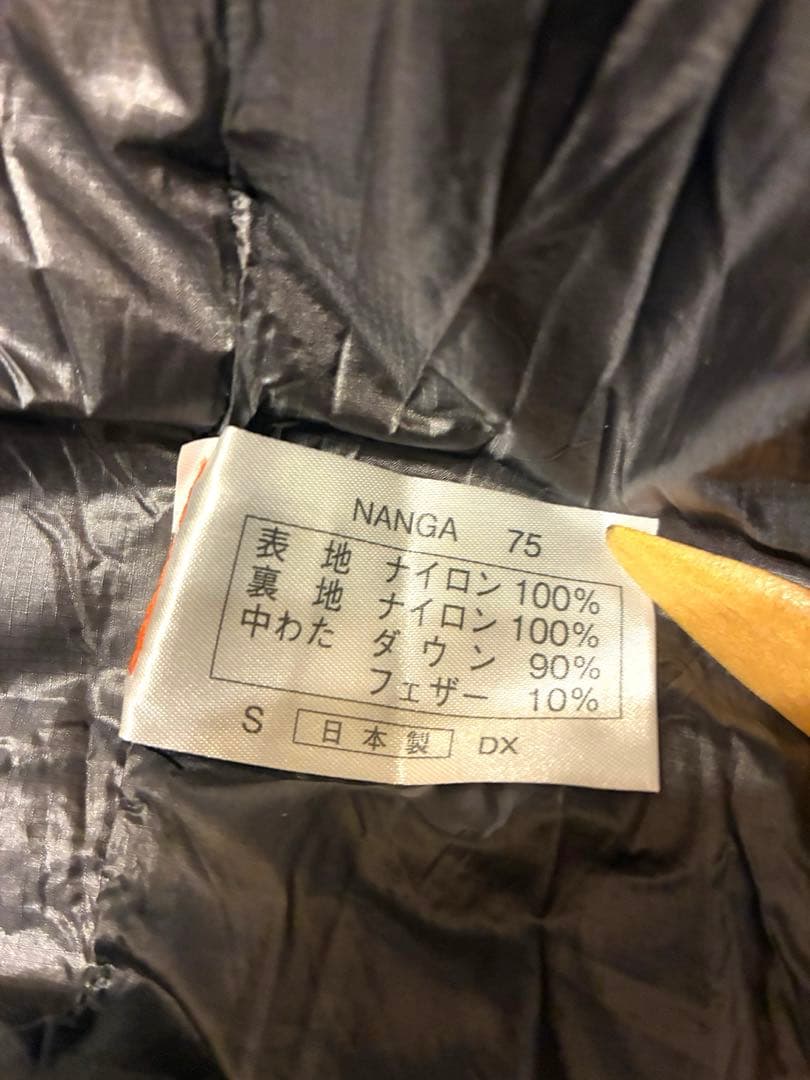 NANGA 75
表地 ナイロン 100%
裏地 ナイロン 100%
中わた ダウン 90%
フェザー 10%
S 日本製 DX